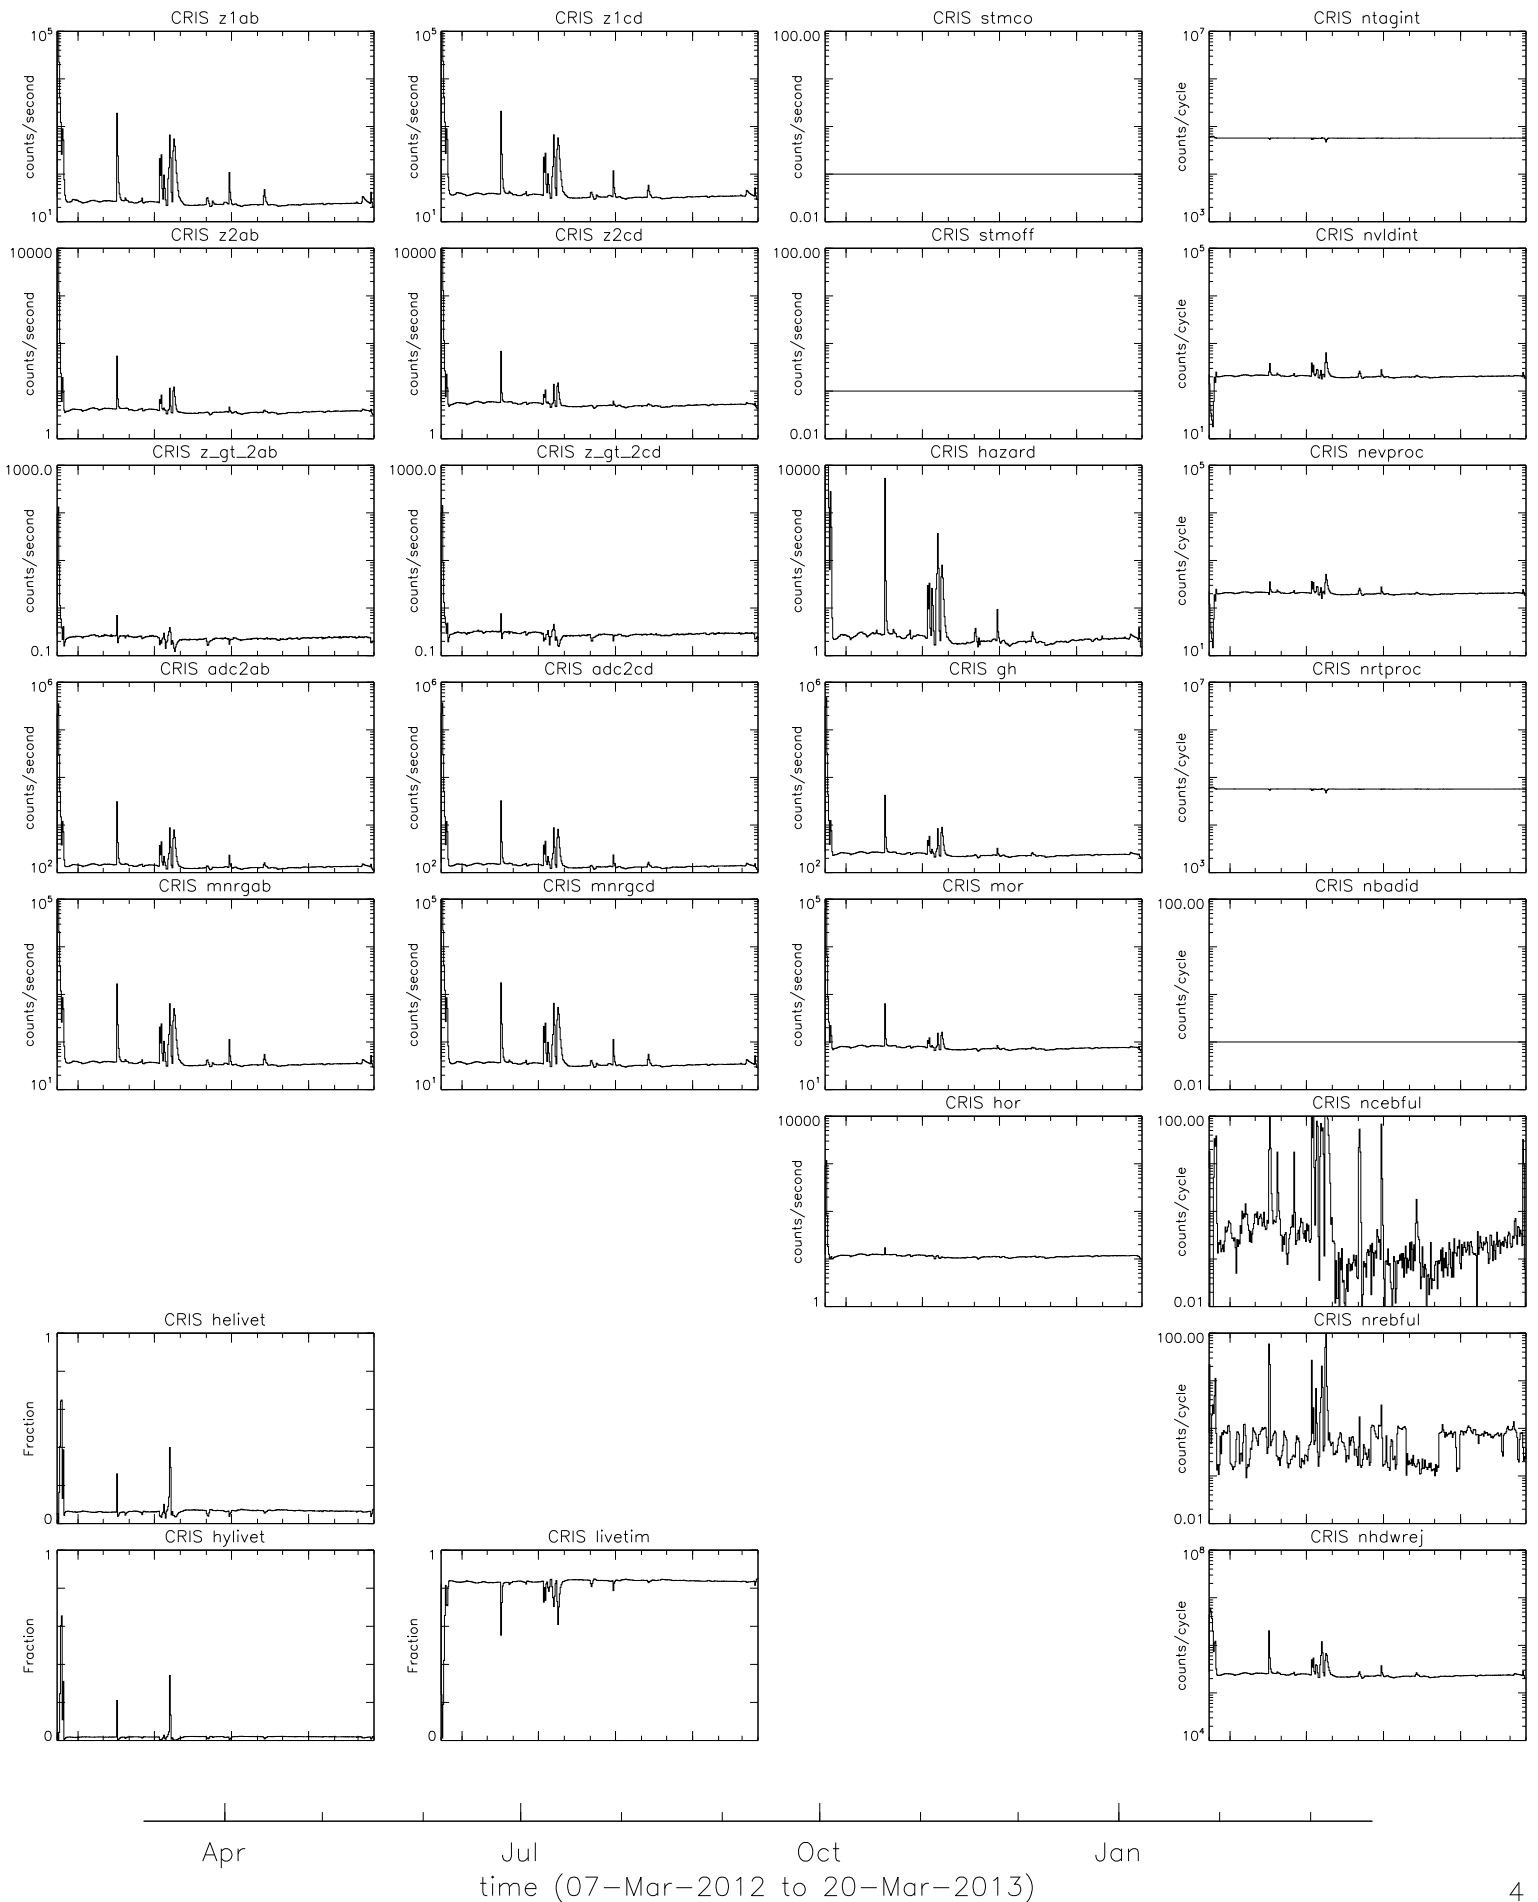 CRIS z1ab
CRIS z1cd
CRIS stmco
CRIS ntagint
10⁵
counts/second
10¹
10⁵
counts/second
10¹
100.00
0.01
10⁷
counts/cycle
10³
CRIS z2ab
CRIS z2cd
CRIS stmoff
CRIS nvldint
10000
counts/second
1
10000
counts/second
1
100.00
0.01
10⁵
counts/cycle
10¹
CRIS z_gt_2ab
CRIS z_gt_2cd
CRIS hazard
CRIS nevproc
1000.0
counts/second
0.1
1000.0
counts/second
0.1
10000
counts/second
1
10⁵
counts/cycle
10¹
CRIS adc2ab
CRIS adc2cd
CRIS gh
CRIS nrtproc
10⁶
counts/second
10²
10⁶
counts/second
10²
10⁶
counts/second
10²
10⁷
counts/cycle
10³
CRIS mnrgab
CRIS mnrgcd
CRIS mor
CRIS nbadid
10⁵
counts/second
10¹
10⁵
counts/second
10¹
10⁵
counts/second
10¹
100.00
counts/cycle
0.01
CRIS hor
CRIS ncebful
10000
counts/second
1
100.00
counts/cycle
0.01
CRIS helivet
CRIS nrebful
1
Fraction
0
100.00
counts/cycle
0.01
CRIS hylivet
CRIS livetim
CRIS nhdwrej
1
Fraction
0
1
Fraction
0
10⁸
counts/cycle
10⁴
Apr
Jul
Oct
Jan
time (07-Mar-2012 to 20-Mar-2013)
4